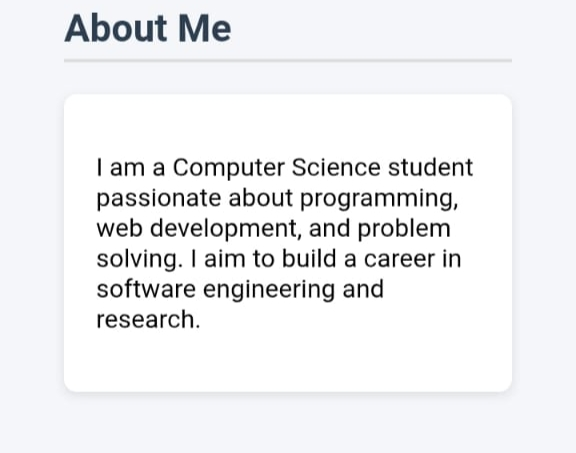 About Me
I am a Computer Science student
passionate about programming,
web development, and problem
solving. I aim to build a career in
software engineering and
research.